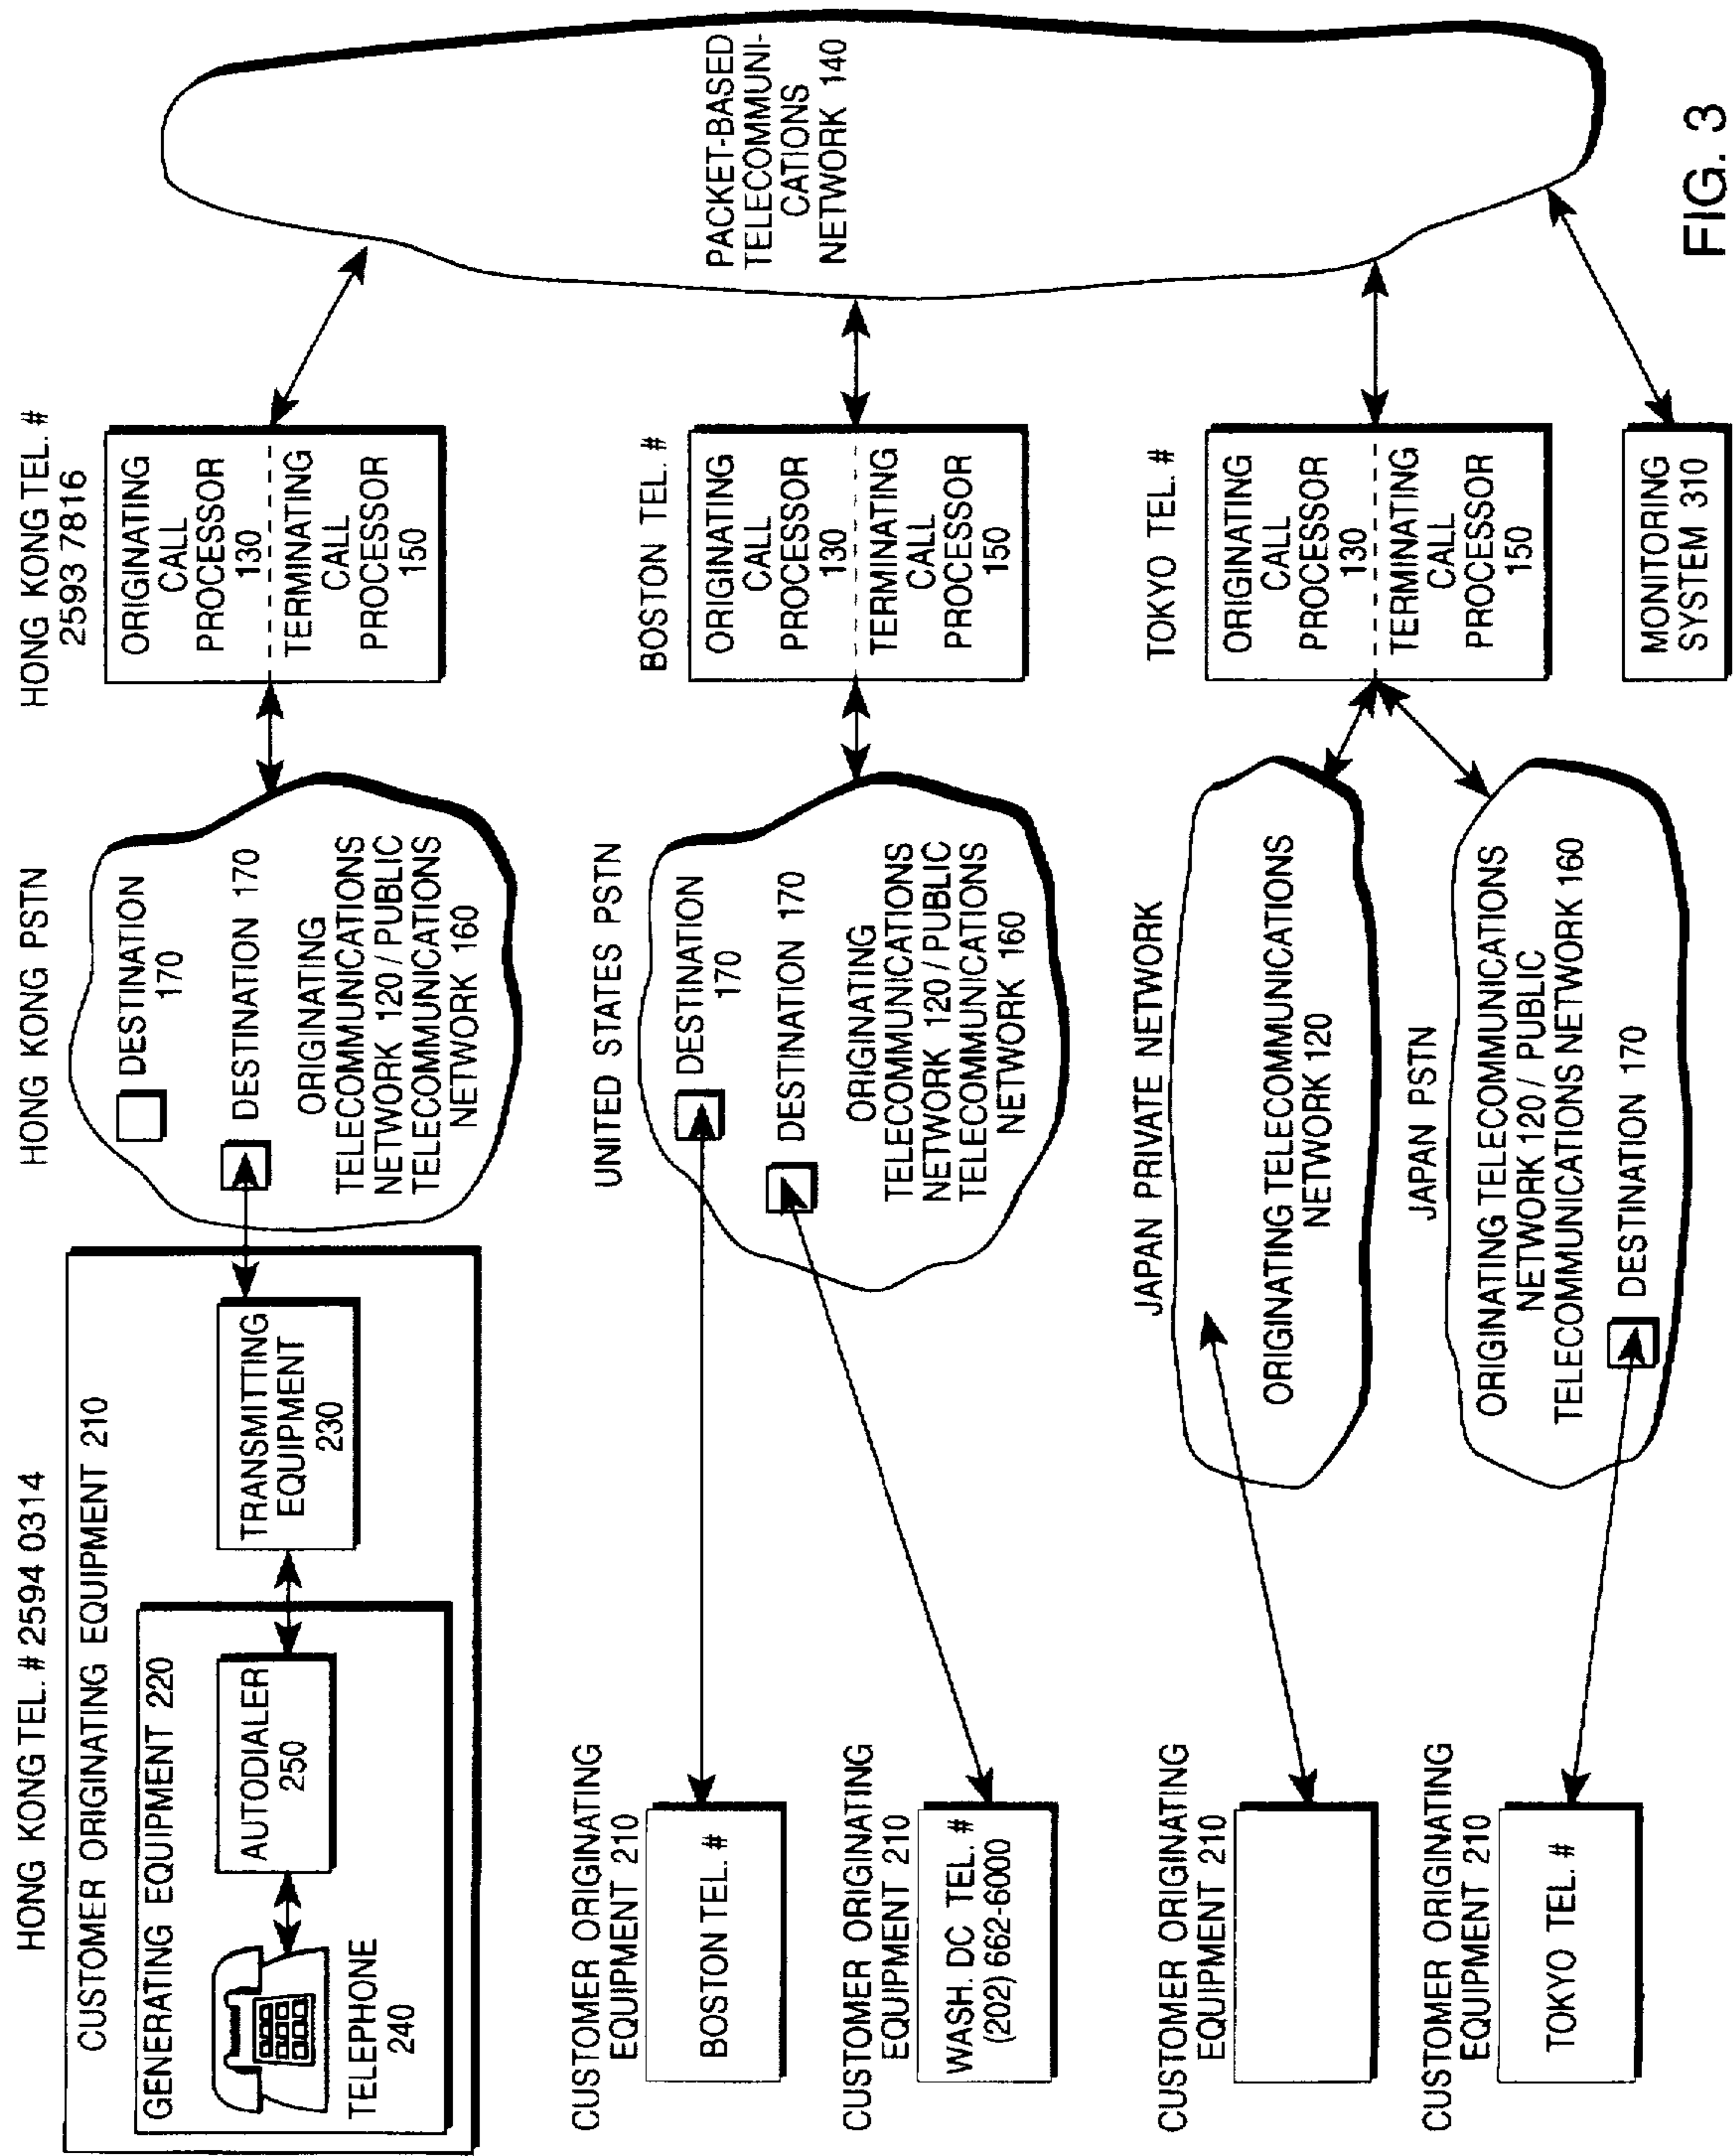 HONG KONG TEL. # 2594 0314
CUSTOMER ORIGINATING EQUIPMENT 210
GENERATING EQUIPMENT 220
TELEPHONE
240
AUTODIALER
250
TRANSMITTING
EQUIPMENT
230
HONG KONG PSTN
DESTINATION
170
DESTINATION 170
ORIGINATING
TELECOMMUNICATIONS
NETWORK 120 / PUBLIC
TELECOMMUNICATIONS
NETWORK 160
HONG KONG TEL. #
2593 7816
ORIGINATING
CALL
PROCESSOR
130
TERMINATING
CALL
PROCESSOR
150
PACKET-BASED
TELECOMMUNI-
CATIONS
NETWORK 140
CUSTOMER ORIGINATING
EQUIPMENT 210
BOSTON TEL. #
CUSTOMER ORIGINATING
EQUIPMENT 210
WASH. DC TEL. #
(202) 662-6000
UNITED STATES PSTN
DESTINATION
170
DESTINATION 170
ORIGINATING
TELECOMMUNICATIONS
NETWORK 120 / PUBLIC
TELECOMMUNICATIONS
NETWORK 160
BOSTON TEL. #
ORIGINATING
CALL
PROCESSOR
130
TERMINATING
CALL
PROCESSOR
150
CUSTOMER ORIGINATING
EQUIPMENT 210
JAPAN PRIVATE NETWORK
ORIGINATING TELECOMMUNICATIONS
NETWORK 120
CUSTOMER ORIGINATING
EQUIPMENT 210
TOKYO TEL. #
JAPAN PSTN
ORIGINATING TELECOMMUNICATIONS
NETWORK 120 / PUBLIC
TELECOMMUNICATIONS NETWORK 160
DESTINATION 170
TOKYO TEL. #
ORIGINATING
CALL
PROCESSOR
130
TERMINATING
CALL
PROCESSOR
150
MONITORING
SYSTEM 310
FIG. 3